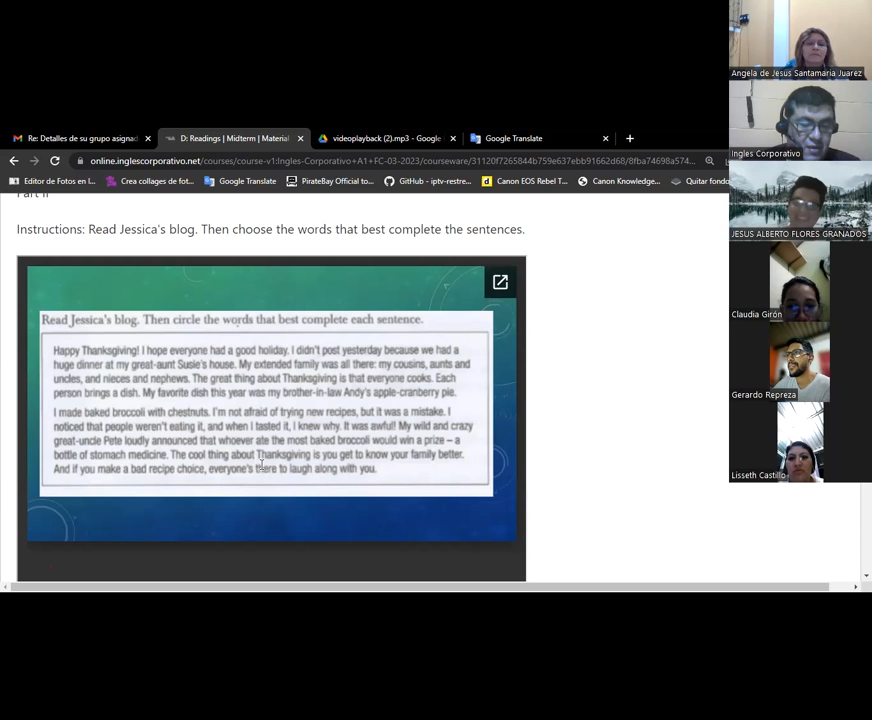 Re: Detalles de su grupo asignad
D: Readings | Midterm | Material
videoplayback (2).mp3 - Google
Google Translate
online.inglescorporativo.net/courses/course-v1:Ingles-Corporativo+A1+FC-03-2023/courseware/31120f7265844b759e637ebb91662d68/8fba74698a574...
Editor de Fotos en l...
Crea collages de fot...
Google Translate
PirateBay Official to...
GitHub - iptv-restre...
Canon EOS Rebel T...
Canon Knowledge...
Quitar fondo
Part II
Instructions: Read Jessica's blog. Then choose the words that best complete the sentences.
Read Jessica's blog. Then circle the words that best complete each sentence.
Happy Thanksgiving! I hope everyone had a good holiday. I didn't post yesterday because we had a
huge dinner at my great-aunt Susie's house. My extended family was all there: my cousins, aunts and
uncles, and nieces and nephews. The great thing about Thanksgiving is that everyone cooks. Each
person brings a dish. My favorite dish this year was my brother-in-law Andy's apple-cranberry pie.
I made baked broccoli with chestnuts. I'm not afraid of trying new recipes, but it was a mistake. I
noticed that people weren't eating it, and when I tasted it, I knew why. It was awful! My wild and crazy
great-uncle Pete loudly announced that whoever ate the most baked broccoli would win a prize – a
bottle of stomach medicine. The cool thing about Thanksgiving is you get to know your family better.
And if you make a bad recipe choice, everyone's there to laugh along with you.
Angela de Jesus Santamaria Juarez
Ingles Corporativo
JESUS ALBERTO FLORES GRANADOS
Claudia Girón
Gerardo Repreza
Lisseth Castillo